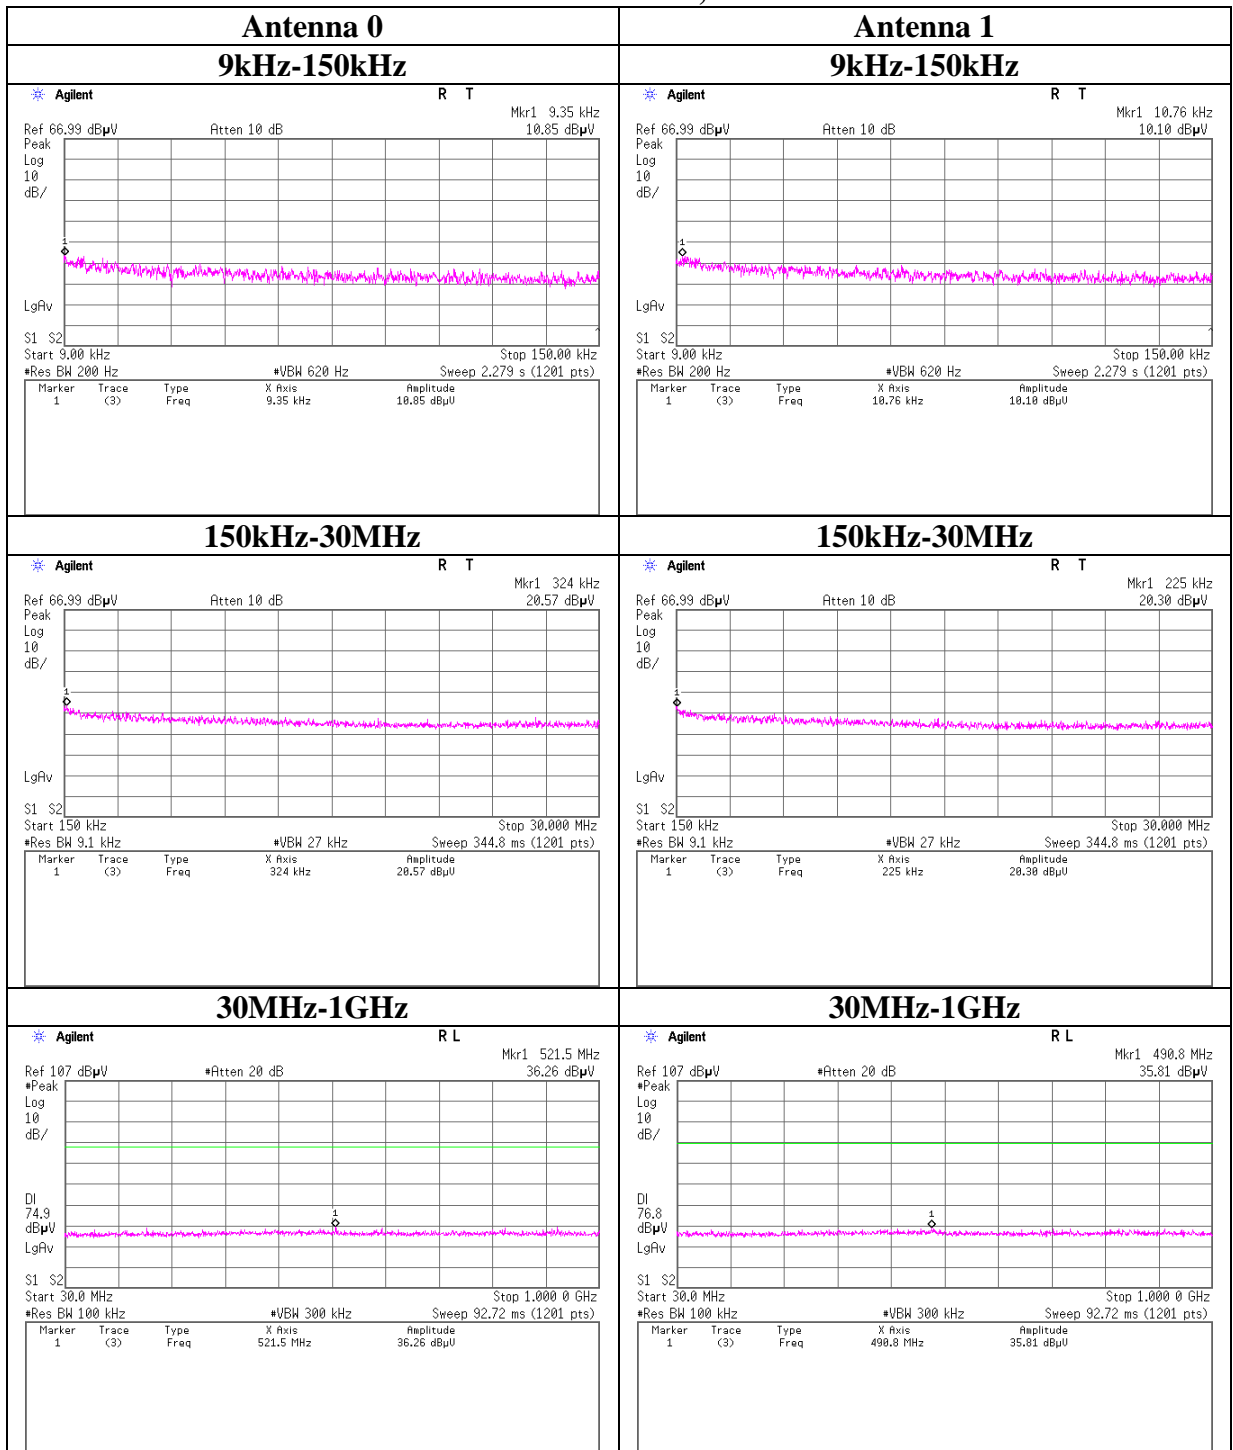 Antenna 0
Antenna 1
9kHz-150kHz
9kHz-150kHz
Agilent
R T
Mkr1 9.35 kHz
Ref 66.99 dBµV
Atten 10 dB
10.85 dBµV
Peak
Log
10
dB/
1
LgAv
S1 S2
Start 9.00 kHz
Stop 150.00 kHz
#Res BW 200 Hz
#VBW 620 Hz
Sweep 2.279 s (1201 pts)
Marker Trace Type X Axis Amplitude
1 (3) Freq 9.35 kHz 10.85 dBµV
Agilent
R T
Mkr1 10.76 kHz
Ref 66.99 dBµV
Atten 10 dB
10.10 dBµV
Peak
Log
10
dB/
1
LgAv
S1 S2
Start 9.00 kHz
Stop 150.00 kHz
#Res BW 200 Hz
#VBW 620 Hz
Sweep 2.279 s (1201 pts)
Marker Trace Type X Axis Amplitude
1 (3) Freq 10.76 kHz 10.10 dBµV
150kHz-30MHz
150kHz-30MHz
Agilent
R T
Mkr1 324 kHz
Ref 66.99 dBµV
Atten 10 dB
20.57 dBµV
Peak
Log
10
dB/
1
LgAv
S1 S2
Start 150 kHz
Stop 30.000 MHz
#Res BW 9.1 kHz
#VBW 27 kHz
Sweep 344.8 ms (1201 pts)
Marker Trace Type X Axis Amplitude
1 (3) Freq 324 kHz 20.57 dBµV
Agilent
R T
Mkr1 225 kHz
Ref 66.99 dBµV
Atten 10 dB
20.30 dBµV
Peak
Log
10
dB/
1
LgAv
S1 S2
Start 150 kHz
Stop 30.000 MHz
#Res BW 9.1 kHz
#VBW 27 kHz
Sweep 344.8 ms (1201 pts)
Marker Trace Type X Axis Amplitude
1 (3) Freq 225 kHz 20.30 dBµV
30MHz-1GHz
30MHz-1GHz
Agilent
R L
Mkr1 521.5 MHz
Ref 107 dBµV
#Atten 20 dB
36.26 dBµV
#Peak
Log
10
dB/
DI
74.9
dBµV
1
LgAv
S1 S2
Start 30.0 MHz
Stop 1.000 0 GHz
#Res BW 100 kHz
#VBW 300 kHz
Sweep 92.72 ms (1201 pts)
Marker Trace Type X Axis Amplitude
1 (3) Freq 521.5 MHz 36.26 dBµV
Agilent
R L
Mkr1 490.8 MHz
Ref 107 dBµV
#Atten 20 dB
35.81 dBµV
#Peak
Log
10
dB/
DI
76.8
dBµV
1
LgAv
S1 S2
Start 30.0 MHz
Stop 1.000 0 GHz
#Res BW 100 kHz
#VBW 300 kHz
Sweep 92.72 ms (1201 pts)
Marker Trace Type X Axis Amplitude
1 (3) Freq 490.8 MHz 35.81 dBµV